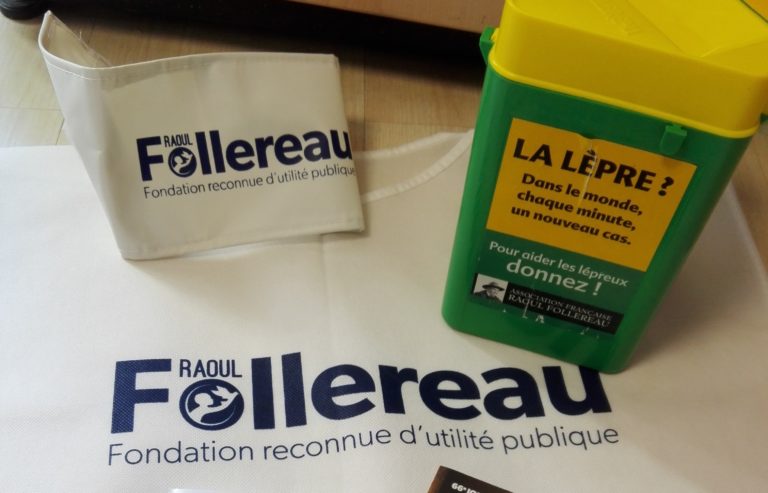 RAOUL
Follereau
Fondation reconnue d'utilité publique
LA LÈPRE ?
Dans le monde,
chaque minute,
un nouveau cas.
Pour aider les lépreux
donnez !
ASSOCIATION FRANÇAISE
RAOUL FOLLEREAU
RAOUL
Follereau
Fondation reconnue d'utilité publique